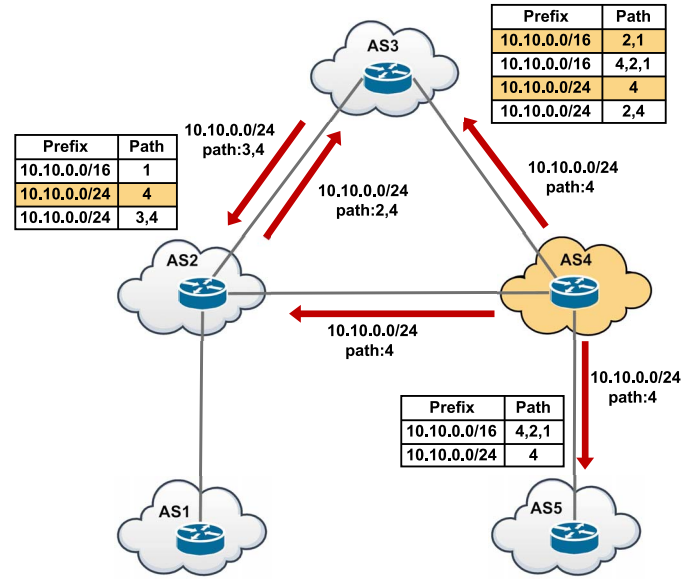 AS3
Prefix Path
10.10.0.0/16 2,1
10.10.0.0/16 4,2,1
10.10.0.0/24 4
10.10.0.0/24 2,4
10.10.0.0/24
path:3,4
Prefix Path
10.10.0.0/16 1
10.10.0.0/24 4
10.10.0.0/24 3,4
10.10.0.0/24
path:2,4
10.10.0.0/24
path:4
AS2
AS4
10.10.0.0/24
path:4
10.10.0.0/24
path:4
Prefix Path
10.10.0.0/16 4,2,1
10.10.0.0/24 4
AS1
AS5